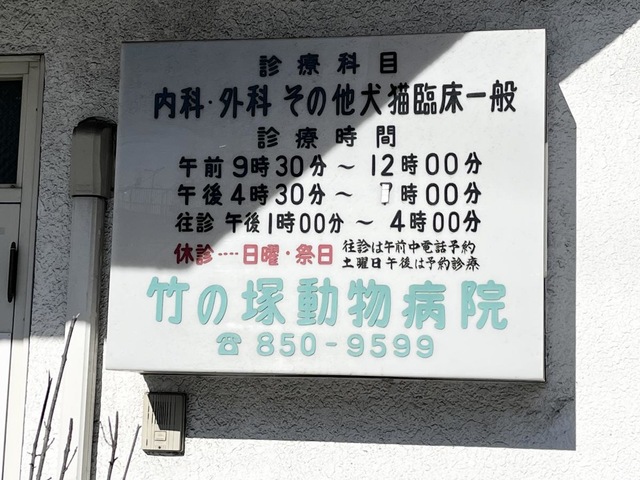 診療科目
内科・外科 その他犬猫臨床一般
診療時間
午前9時30分〜12時00分
午後4時30分〜7時00分
往診 午後1時00分〜4時00分
休診‥‥日曜・祭日
往診は午前中電話予約
土曜日午後は予約診療
竹の塚動物病院
☎850-9599